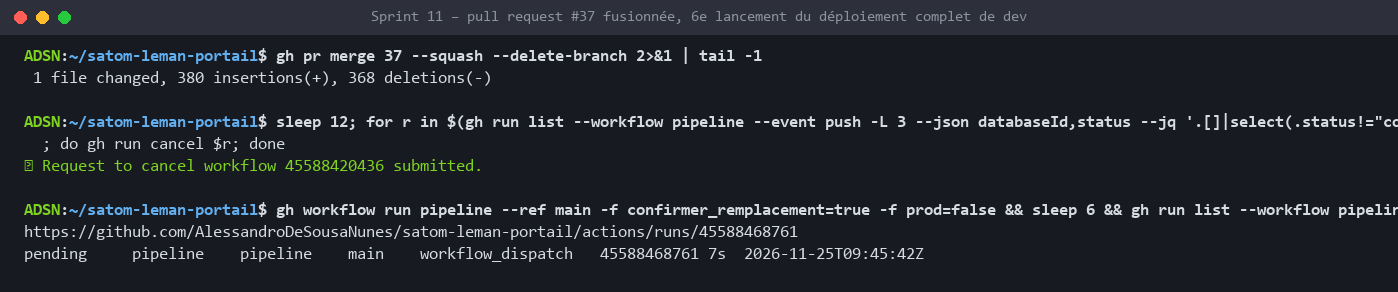 Sprint 11 – pull request #37 fusionnée, 6e lancement du déploiement complet de dev
ADSN:~/satom-leman-portail$ gh pr merge 37 --squash --delete-branch 2>&1 | tail -1
1 file changed, 380 insertions(+), 368 deletions(-)
ADSN:~/satom-leman-portail$ sleep 12; for r in $(gh run list --workflow pipeline --event push -L 3 --json databaseId,status --jq '.[]|select(.status!="co
; do gh run cancel $r; done
Request to cancel workflow 45588420436 submitted.
ADSN:~/satom-leman-portail$ gh workflow run pipeline --ref main -f confirmer_remplacement=true -f prod=false && sleep 6 && gh run list --workflow pipelin
https://github.com/AlessandroDeSousaNunes/satom-leman-portail/actions/runs/45588468761
pending pipeline pipeline main workflow_dispatch 45588468761 7s 2026-11-25T09:45:42Z